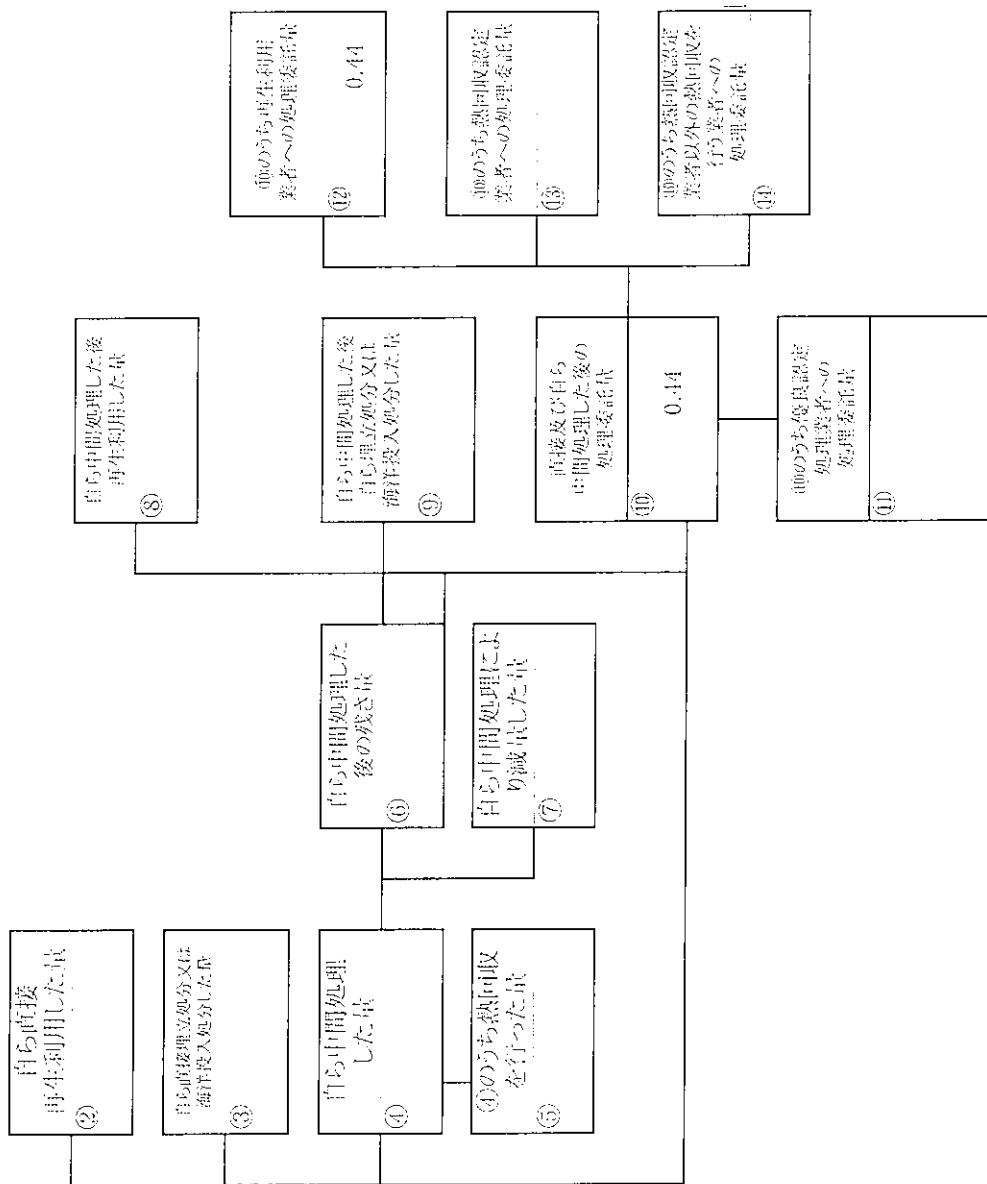 自ら直接
再生利用した量
②
自ら直接埋立処分又は
海洋投入処分した量
③
自ら中間処理
した量
④
④のうち熱回収
を行った量
⑤
自ら中間処理した
後の残さ量
⑥
自ら中間処理によ
り減量した量
⑦
自ら中間処理した後
再生利用した量
⑧
自ら中間処理した後
自ら埋立処分又は
海洋投入処分した量
⑨
直接及び自ら
中間処理した後の
処理委託量
⑩
0.44
⑩のうち優良認定
処理業者への
処理委託量
⑪
⑩のうち再生利用
業者への処理委託量
⑫
0.44
⑩のうち熱回収認定
業者への処理委託量
⑬
⑩のうち熱回収認定
業者以外の熱回収を
行う業者への
処理委託量
⑭